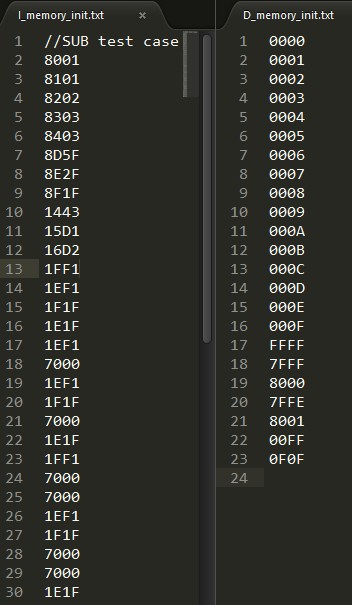 I_memory_init.txt ×
1 //SUB test case
2 8001
3 8101
4 8202
5 8303
6 8403
7 8D5F
8 8E2F
9 8F1F
10 1443
11 15D1
12 16D2
13 1FF1
14 1EF1
15 1F1F
16 1E1F
17 1EF1
18 7000
19 1EF1
20 1F1F
21 7000
22 1E1F
23 1FF1
24 7000
25 7000
26 1EF1
27 1F1F
28 7000
29 7000
30 1E1F
D_memory_init.txt
1 0000
2 0001
3 0002
4 0003
5 0004
6 0005
7 0006
8 0007
9 0008
10 0009
11 000A
12 000B
13 000C
14 000D
15 000E
16 000F
17 FFFF
18 7FFF
19 8000
20 7FFE
21 8001
22 00FF
23 0F0F
24